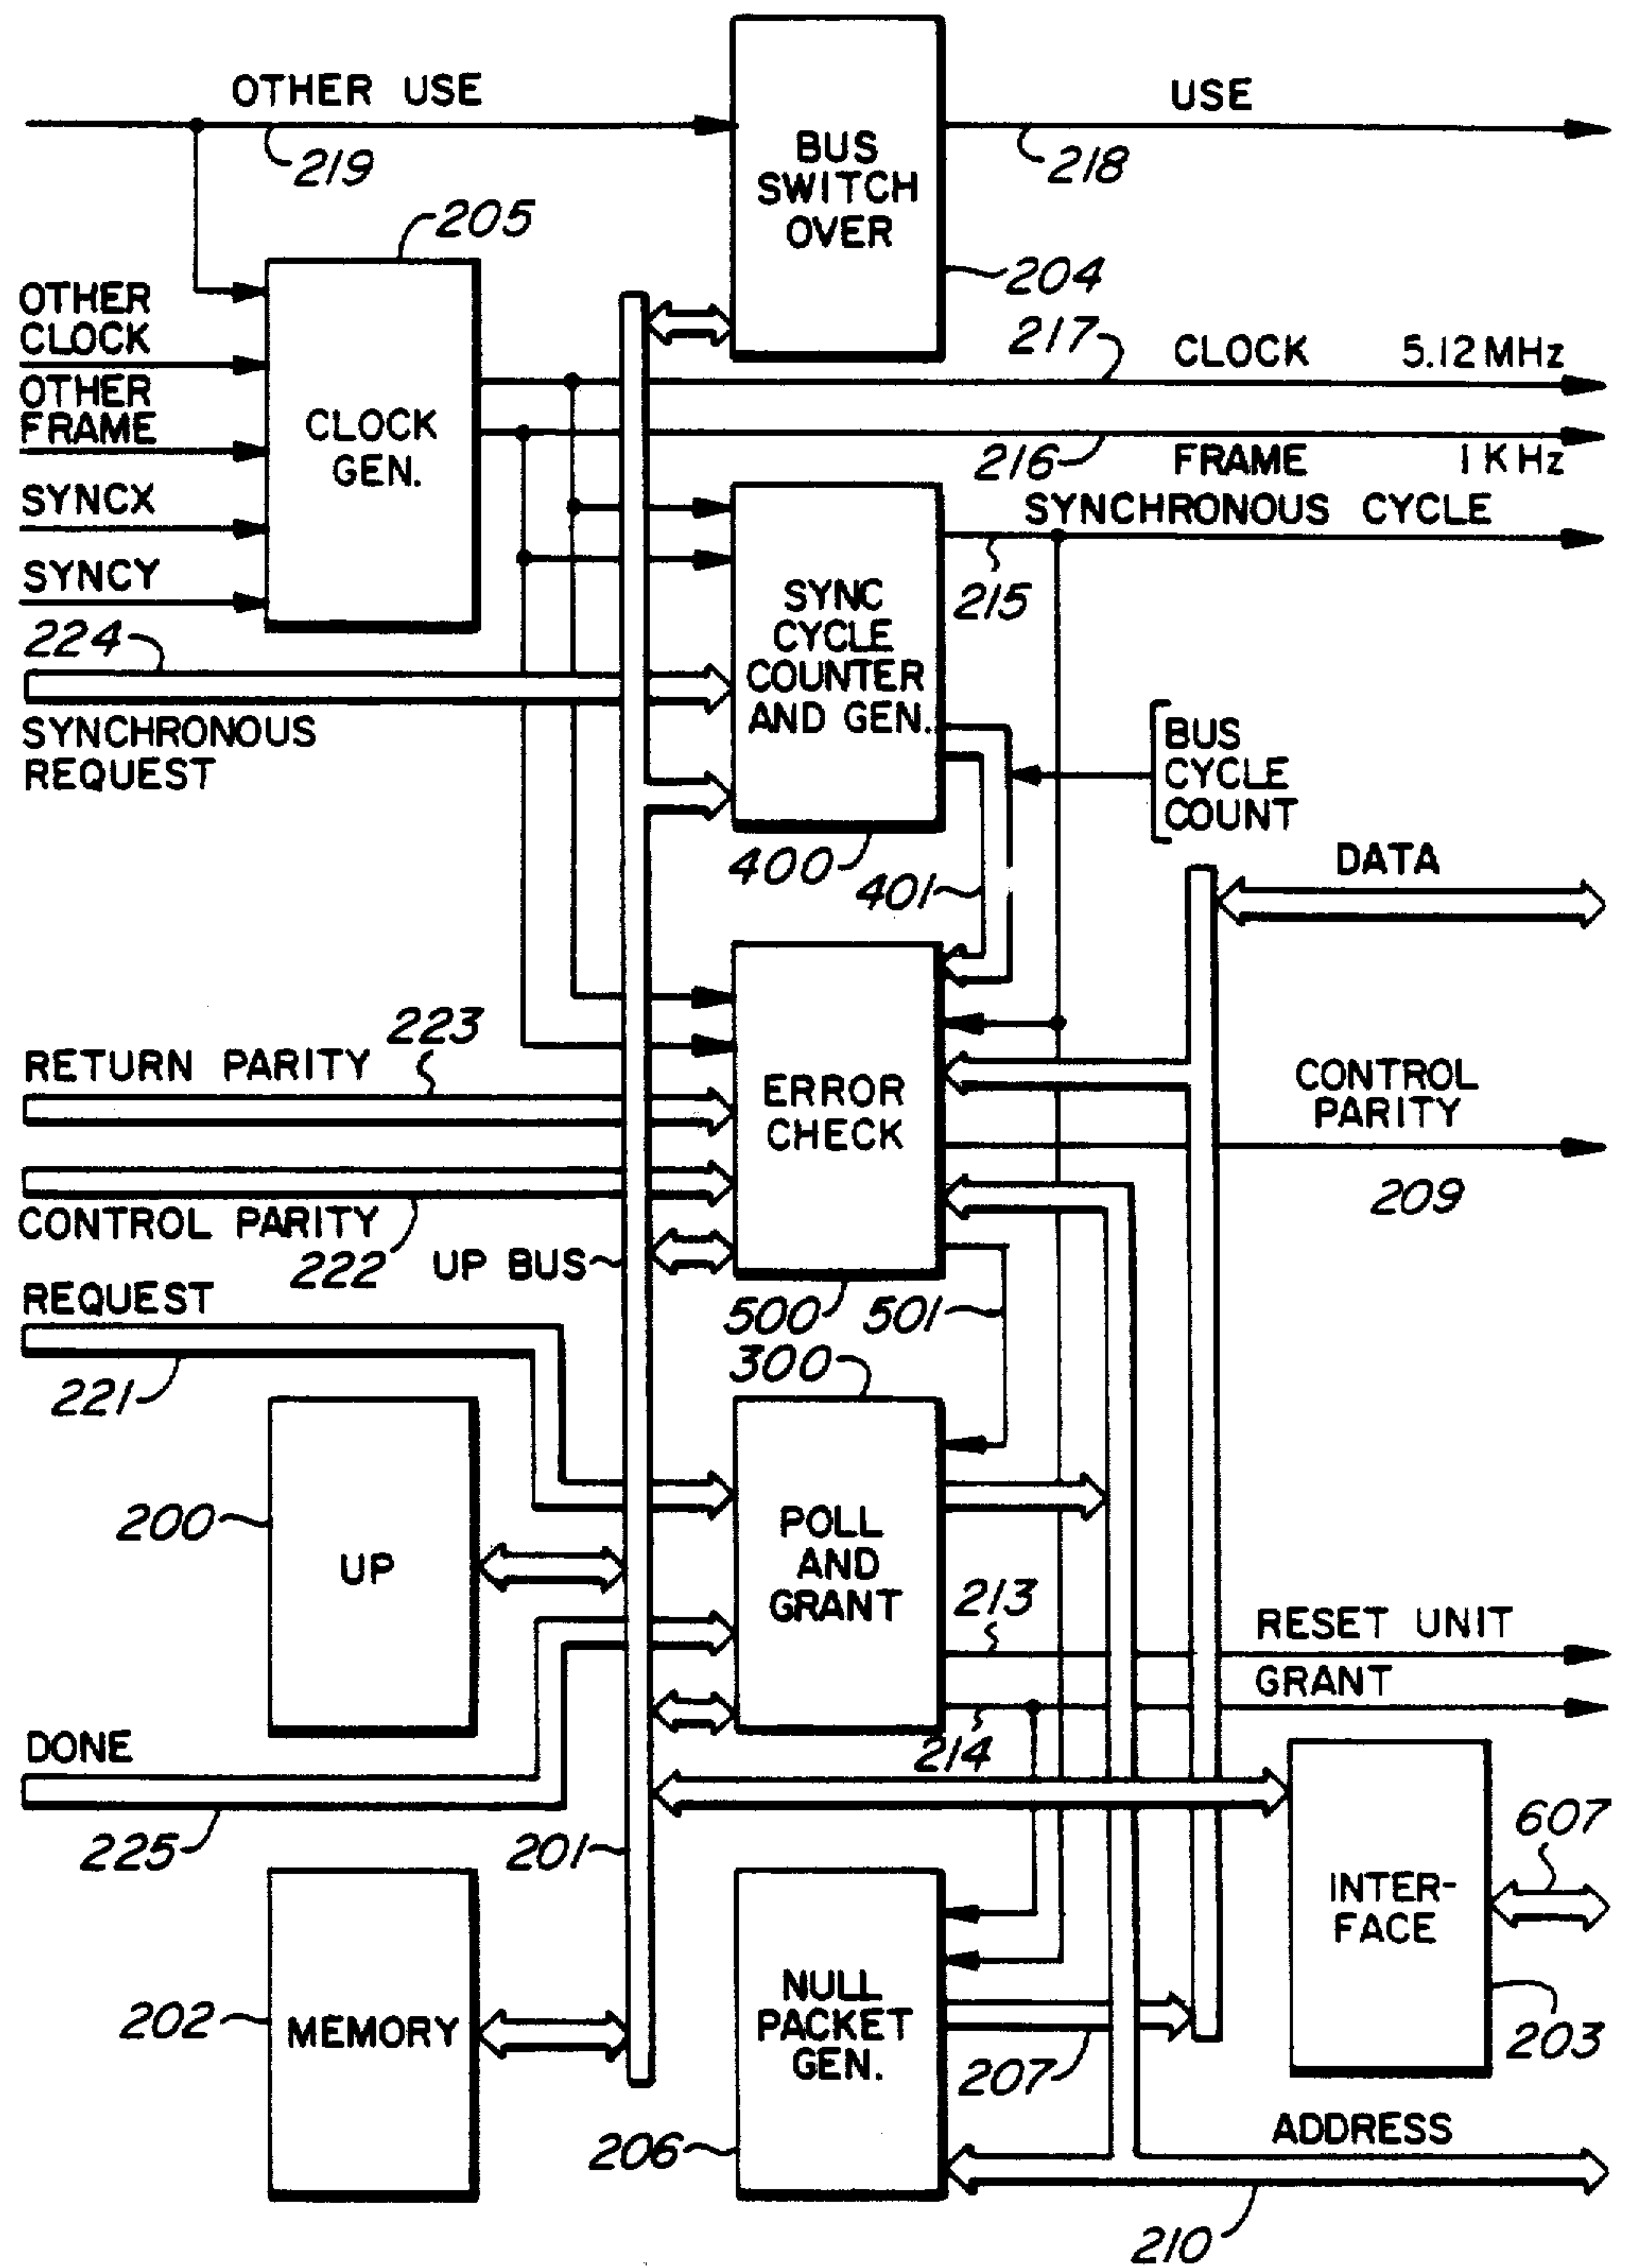 OTHER USE
USE
219
218
BUS
SWITCH
OVER
205
204
OTHER
CLOCK
217
CLOCK 5.12 MHz
OTHER
FRAME
CLOCK
GEN.
216
FRAME 1 KHz
SYNCX
SYNCHRONOUS CYCLE
SYNCY
215
SYNC
CYCLE
COUNTER
AND GEN.
224
SYNCHRONOUS
REQUEST
BUS
CYCLE
COUNT
400
401
DATA
223
RETURN PARITY
ERROR
CHECK
CONTROL
PARITY
209
CONTROL PARITY
222
UP BUS
REQUEST
500
501
221
300
200
UP
POLL
AND
GRANT
213
RESET UNIT
GRANT
214
DONE
225
201
607
INTER-
FACE
202
MEMORY
NULL
PACKET
GEN.
207
203
206
ADDRESS
210